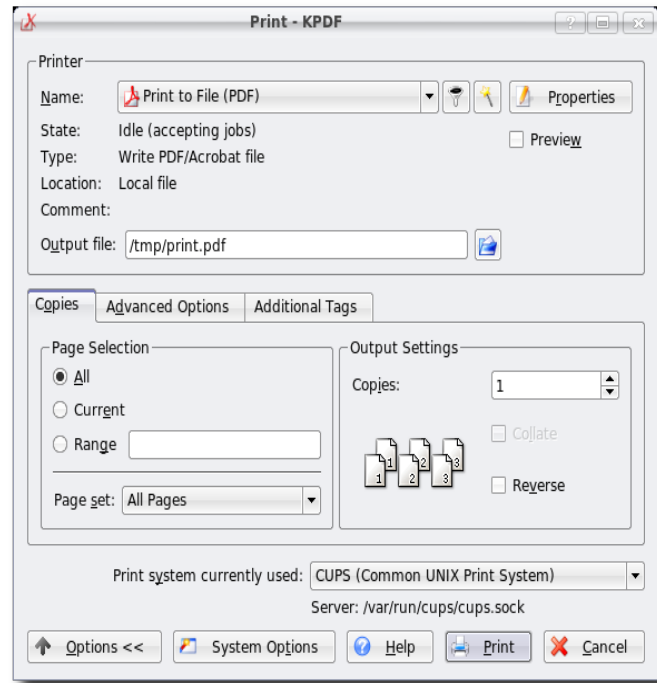 Print - KPDF
Printer
Name: Print to File (PDF) Properties
State: Idle (accepting jobs) Preview
Type: Write PDF/Acrobat file
Location: Local file
Comment:
Output file: /tmp/print.pdf
Copies Advanced Options Additional Tags
Page Selection
All
Current
Range
Page set: All Pages
Output Settings
Copies: 1
1 2 3
1 2 3
Collate
Reverse
Print system currently used: CUPS (Common UNIX Print System)
Server: /var/run/cups/cups.sock
Options << System Options Help Print Cancel